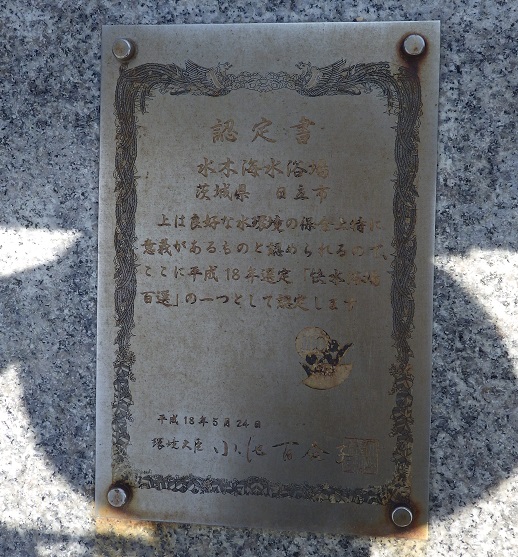 認定書
水木海水浴場
茨城県 日立市
上は良好な水環境の保全上特に
意義があるものと認められるので、
ここに平成18年選定「快水浴場
百選」の一つとして認定します
平成18年5月24日
環境大臣 小池百合子